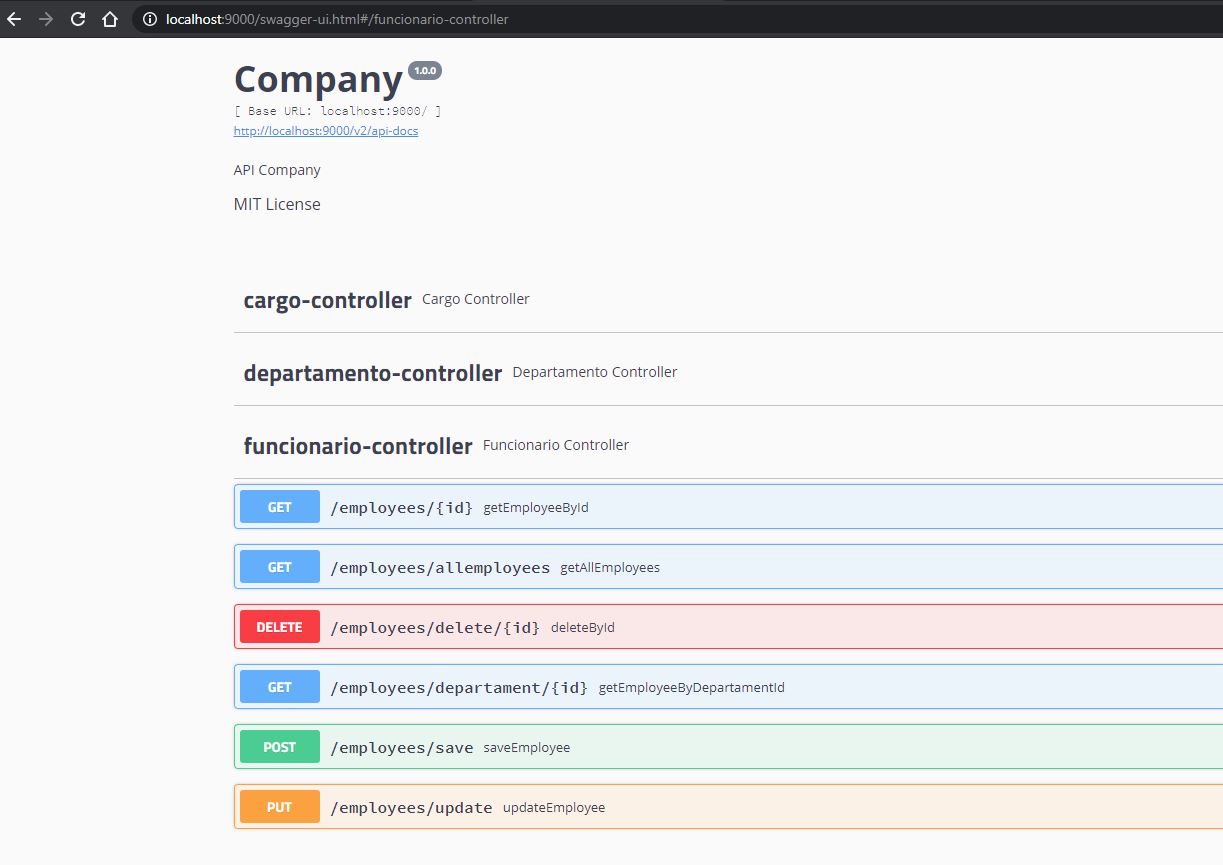 localhost:9000/swagger-ui.html#/funcionario-controller
Company 1.0.0
[ Base URL: localhost:9000/ ]
http://localhost:9000/v2/api-docs
API Company
MIT License
cargo-controller Cargo Controller
departamento-controller Departamento Controller
funcionario-controller Funcionario Controller
GET /employees/{id} getEmployeeById
GET /employees/allemployees getAllEmployees
DELETE /employees/delete/{id} deleteById
GET /employees/departament/{id} getEmployeeByDepartamentId
POST /employees/save saveEmployee
PUT /employees/update updateEmployee